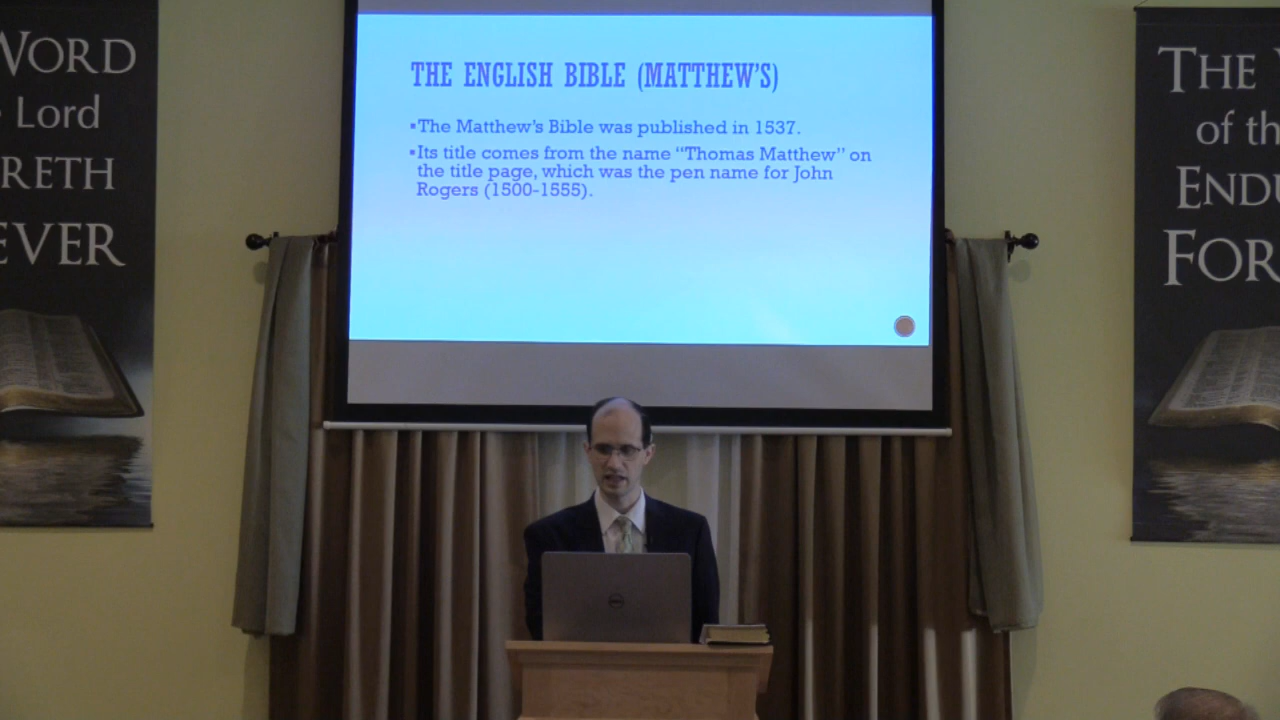 WORD
Lord
RETH
EVER
THE ENGLISH BIBLE (MATTHEW'S)
▪The Matthew's Bible was published in 1537.
▪Its title comes from the name “Thomas Matthew” on
the title page, which was the pen name for John
Rogers (1500-1555).
THE
of th
ENDU
FOR
DELL